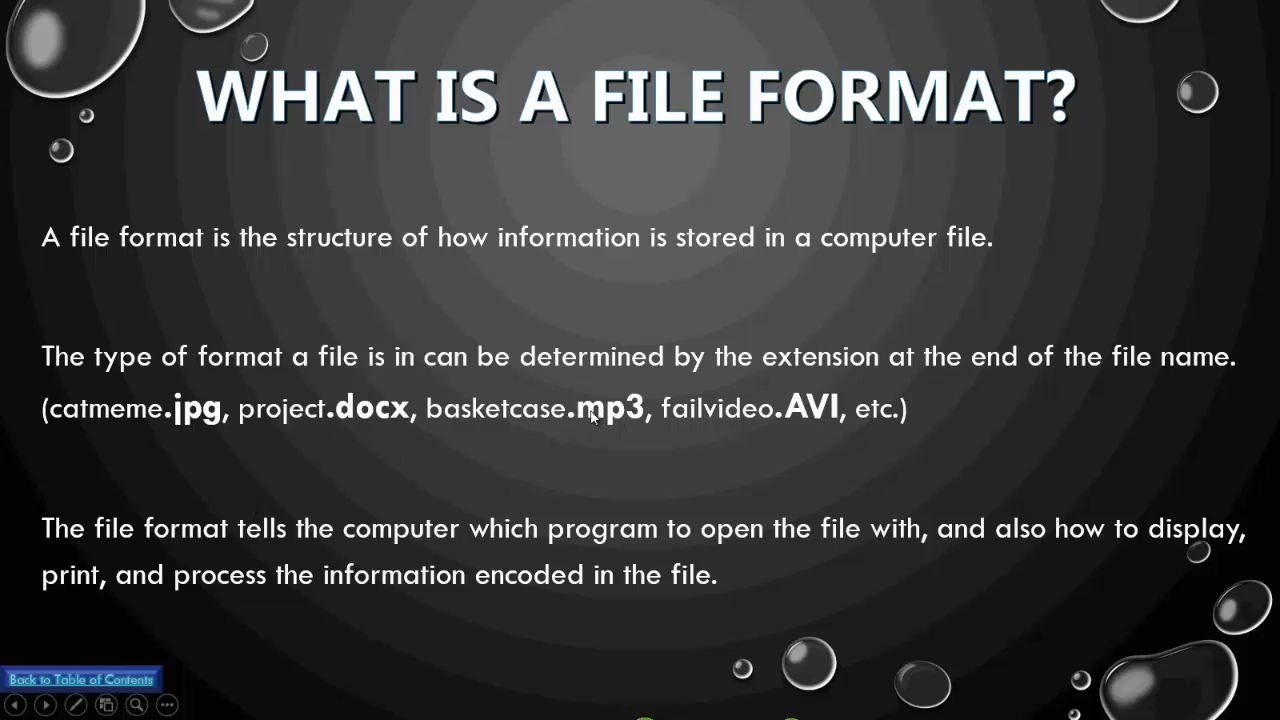 WHAT IS A FILE FORMAT?
A file format is the structure of how information is stored in a computer file.
The type of format a file is in can be determined by the extension at the end of the file name.
(catmeme.jpg, project.docx, basketcase.mp3, failvideo.AVI, etc.)
The file format tells the computer which program to open the file with, and also how to display,
print, and process the information encoded in the file.
Back to Table of Contents